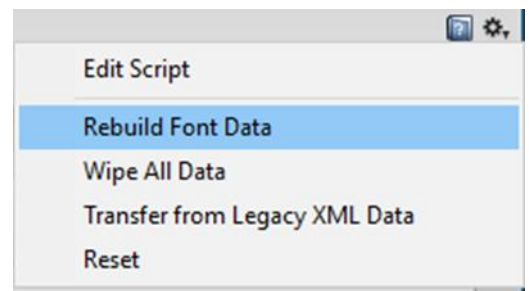 Edit Script
Rebuild Font Data
Wipe All Data
Transfer from Legacy XML Data
Reset